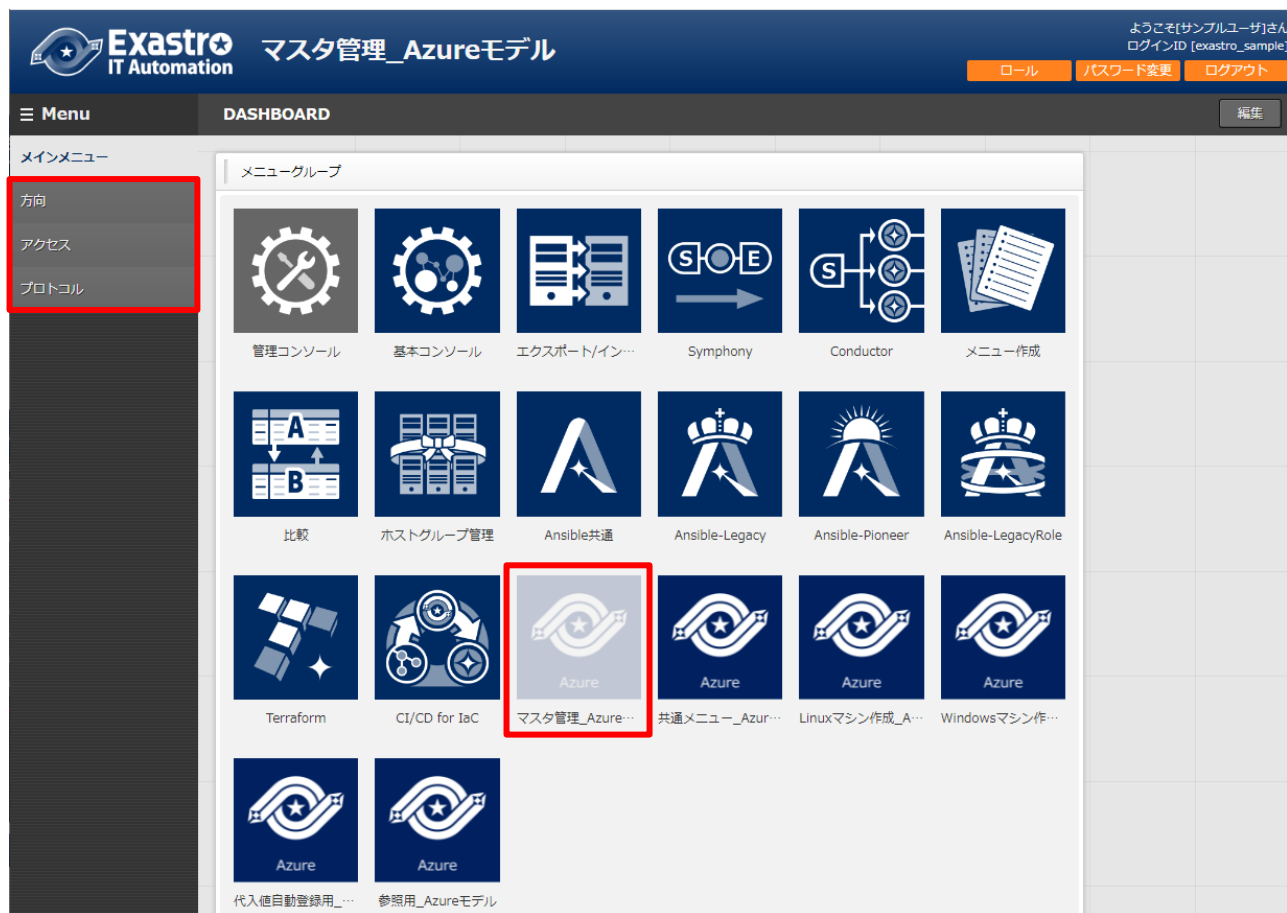 Exastro
IT Automation
マスタ管理_Azureモデル
ようこそ[サンプルユーザ]さん
ログインID [exastro_sample]
ロール
パスワード変更
ログアウト
Menu
DASHBOARD
編集
メインメニュー
方向
アクセス
プロトコル
メニューグループ
S E
S
管理コンソール
基本コンソール
エクスポート/イン…
Symphony
Conductor
メニュー作成
A
B
比較
ホストグループ管理
Ansible共通
Ansible-Legacy
Ansible-Pioneer
Ansible-LegacyRole
Azure
Azure
Azure
Azure
Terraform
CI/CD for IaC
マスタ管理_Azure…
共通メニュー_Azur…
Linuxマシン作成_A…
Windowsマシン作…
Azure
Azure
代入値自動登録用_…
参照用_Azureモデル